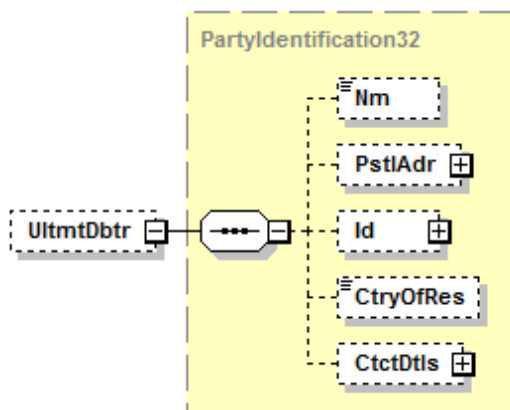 PartyIdentification32
Nm
PstlAdr
UltmtDbtr
Id
CtryOfRes
CtctDtls